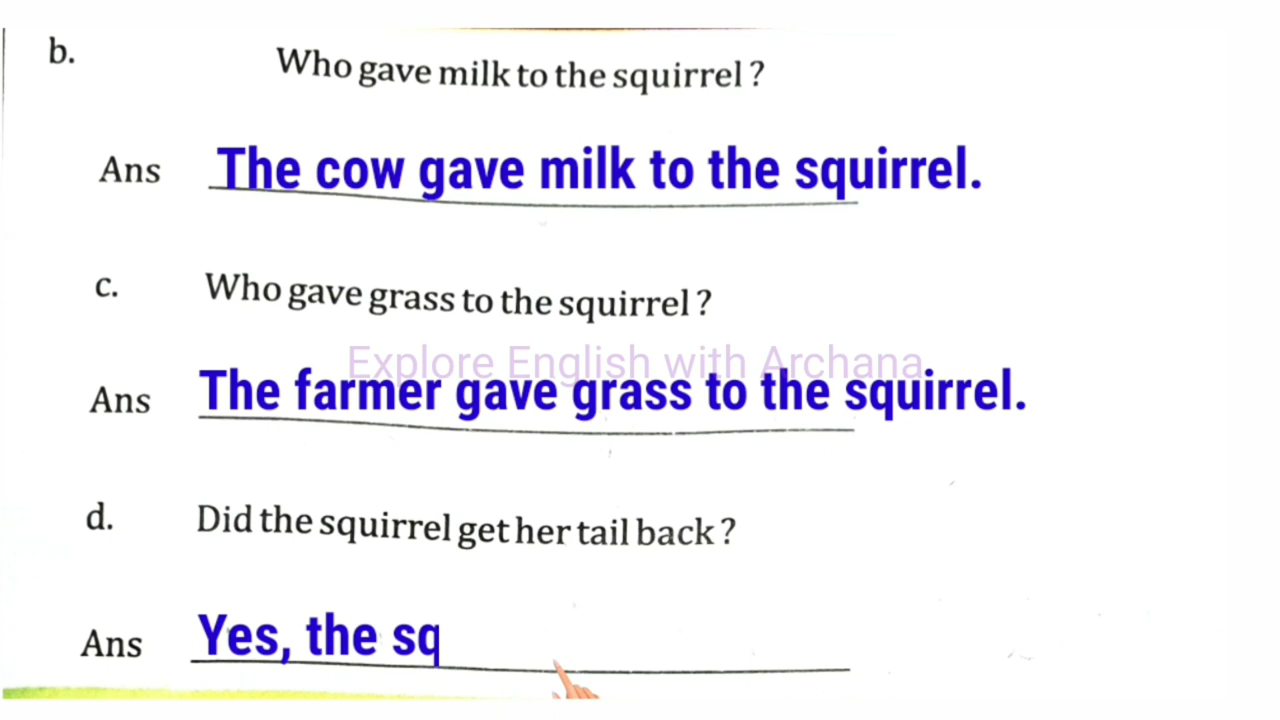 b. Who gave milk to the squirrel ?
Ans The cow gave milk to the squirrel.
c. Who gave grass to the squirrel ?
Explore English with Archana
Ans The farmer gave grass to the squirrel.
d. Did the squirrel get her tail back ?
Ans Yes, the sq